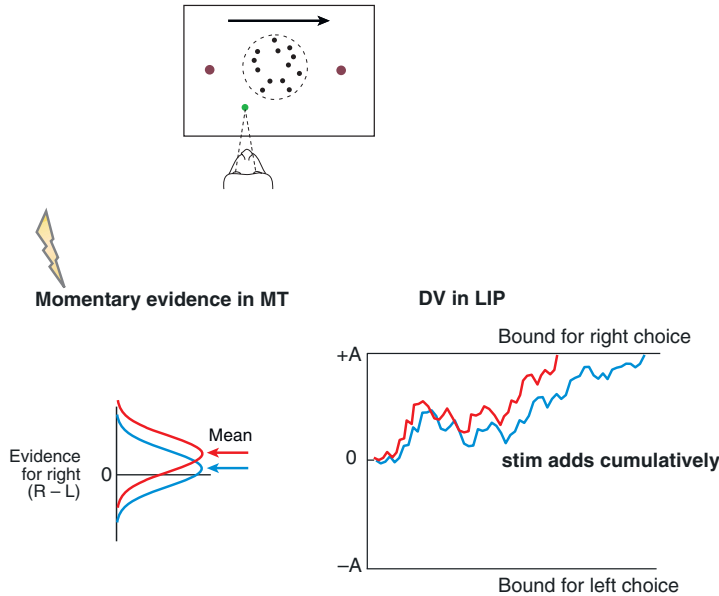 Momentary evidence in MT
DV in LIP
Bound for right choice
+A
Mean
Evidence
for right
(R – L)
0
0
stim adds cumulatively
–A
Bound for left choice